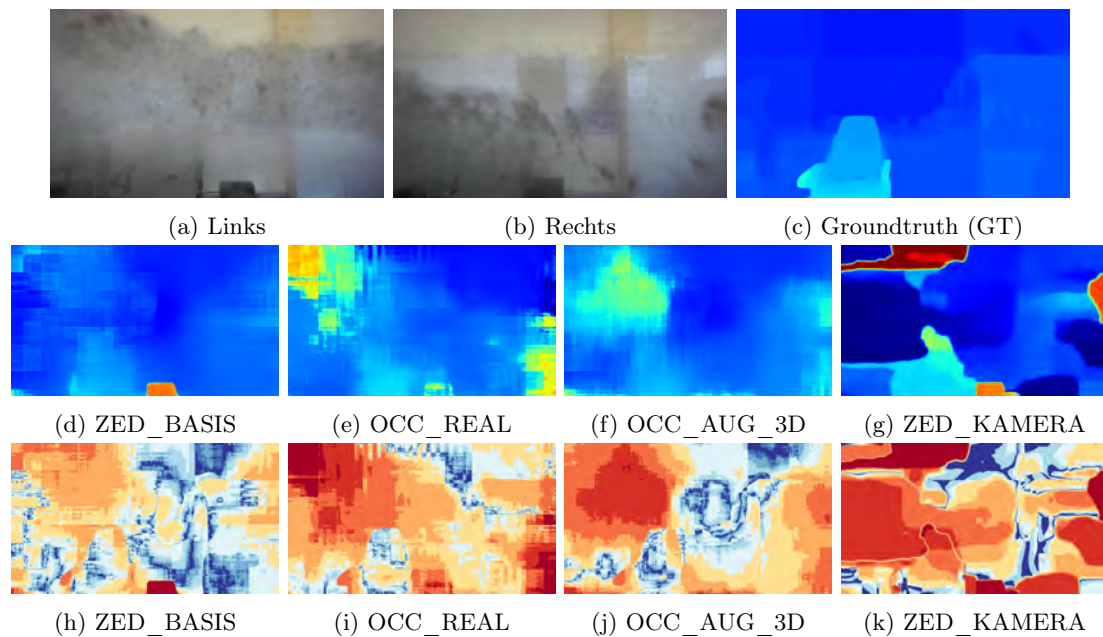 (a) Links
(b) Rechts
(c) Groundtruth (GT)
(d) ZED_BASIS
(e) OCC_REAL
(f) OCC_AUG_3D
(g) ZED_KAMERA
(h) ZED_BASIS
(i) OCC_REAL
(j) OCC_AUG_3D
(k) ZED_KAMERA